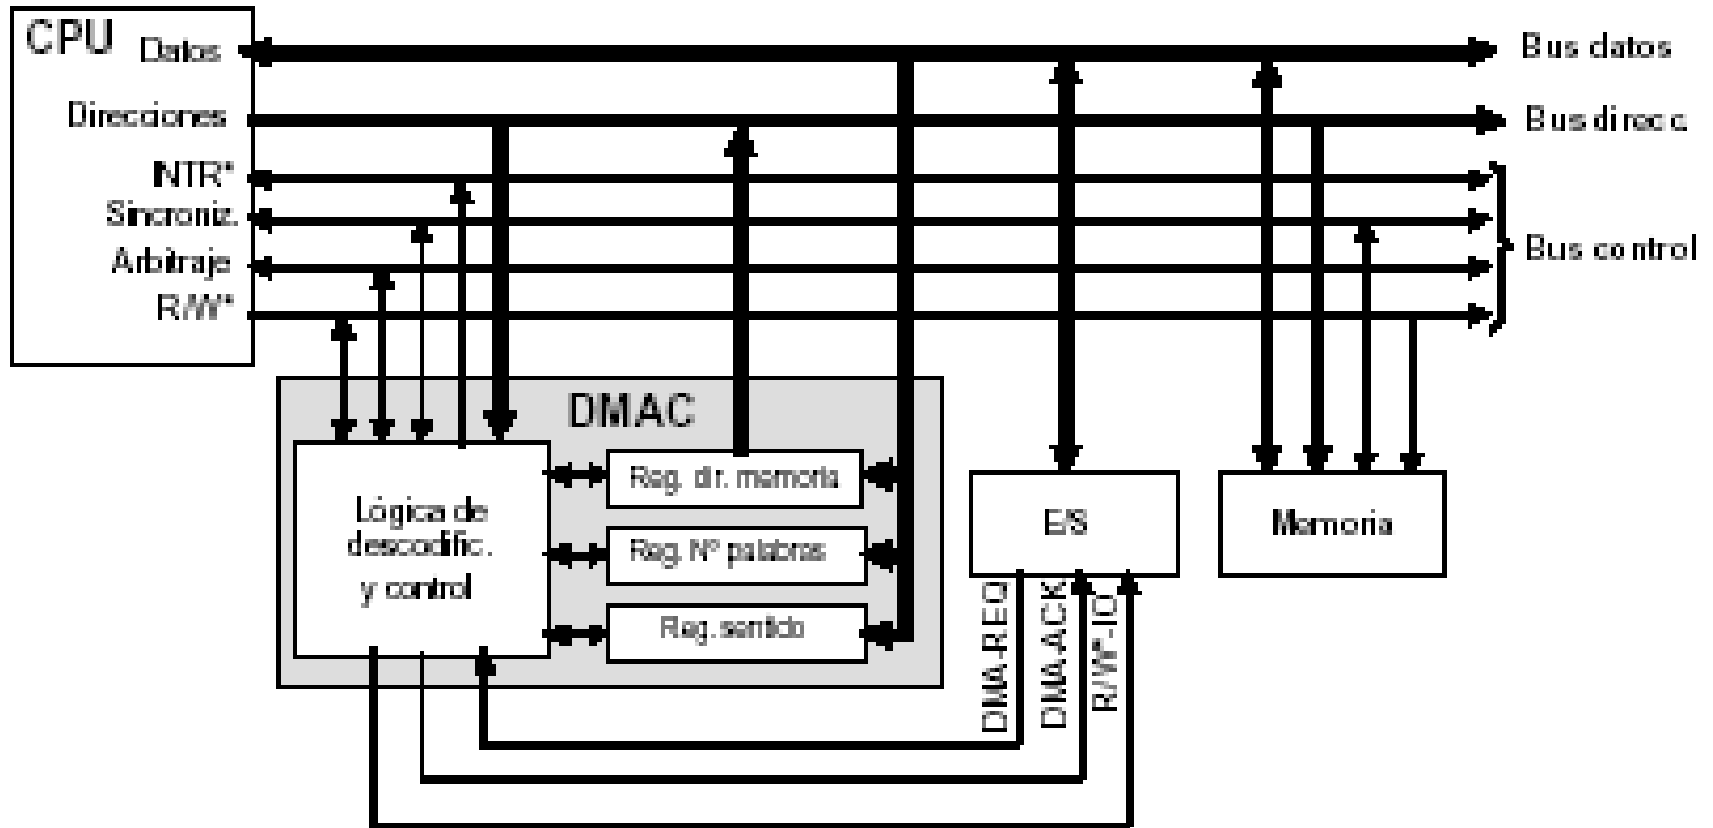 CPU
Datos
Bus datos
Direcciones
Bus direcc
INTR*
Sincroniz.
Arbitraje
Bus control
R/W*
DMAC
Reg. dir. memoria
Lógica de
descodific.
y control
Reg. Nº palabras
Reg. sentido
E/S
Memoria
DMA-REQ
DMA-ACK
R/W*-IO